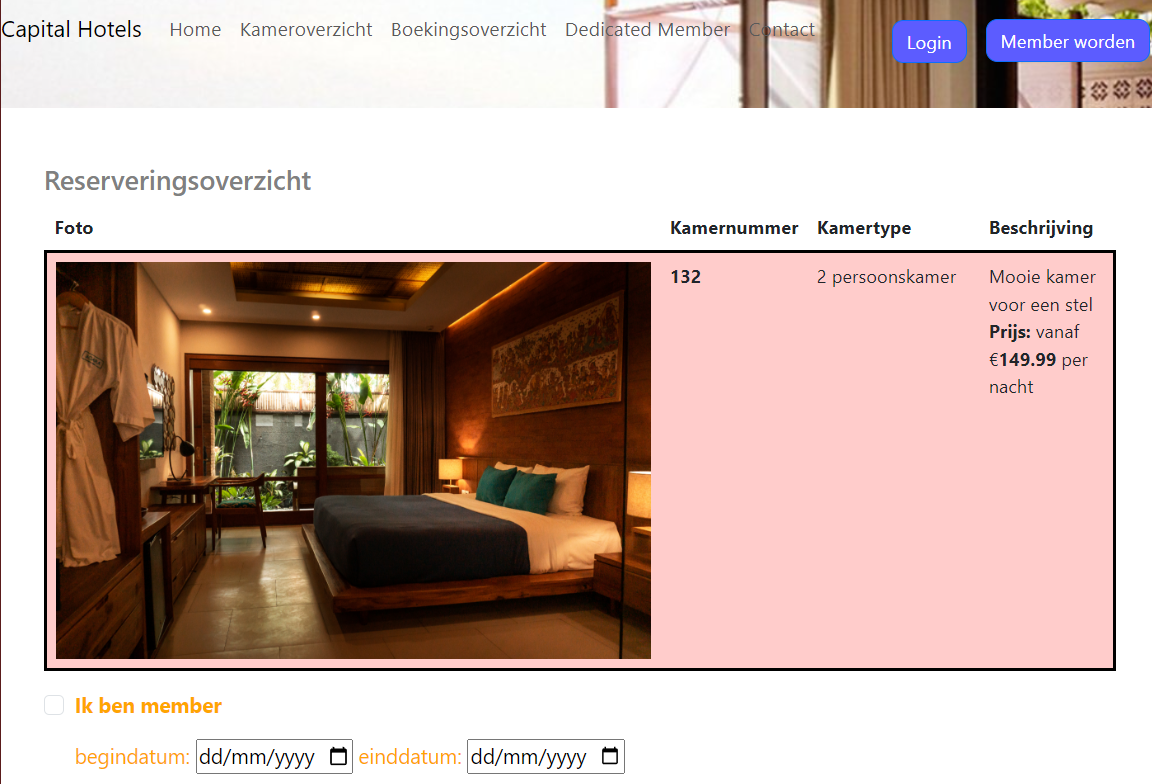 Capital Hotels Home Kameroverzicht Boekingsoverzicht Dedicated Member Contact Login Member worden
Reserveringsoverzicht
Foto Kamernummer Kamertype Beschrijving
132 2 persoonskamer Mooie kamer
voor een stel
Prijs: vanaf
€149.99 per
nacht
Ik ben member
begindatum: dd/mm/yyyy einddatum: dd/mm/yyyy